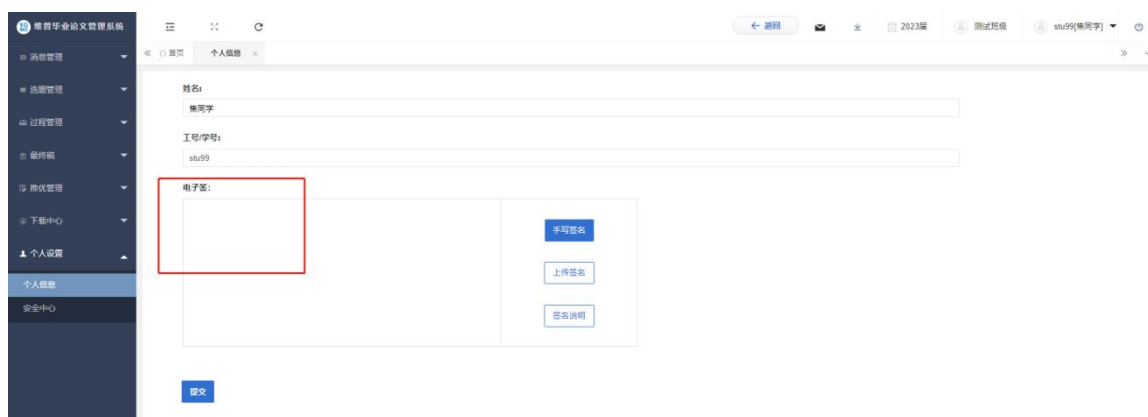 维普毕业论文管理系统
返回 2023届 测试班级 stu99[焦同学]
首页 个人信息
消息管理
选题管理
过程管理
最终稿
推优管理
下载中心
个人设置
个人信息
安全中心
姓名:
焦同学
工号/学号:
stu99
电子签:
手写签名
上传签名
签名说明
提交